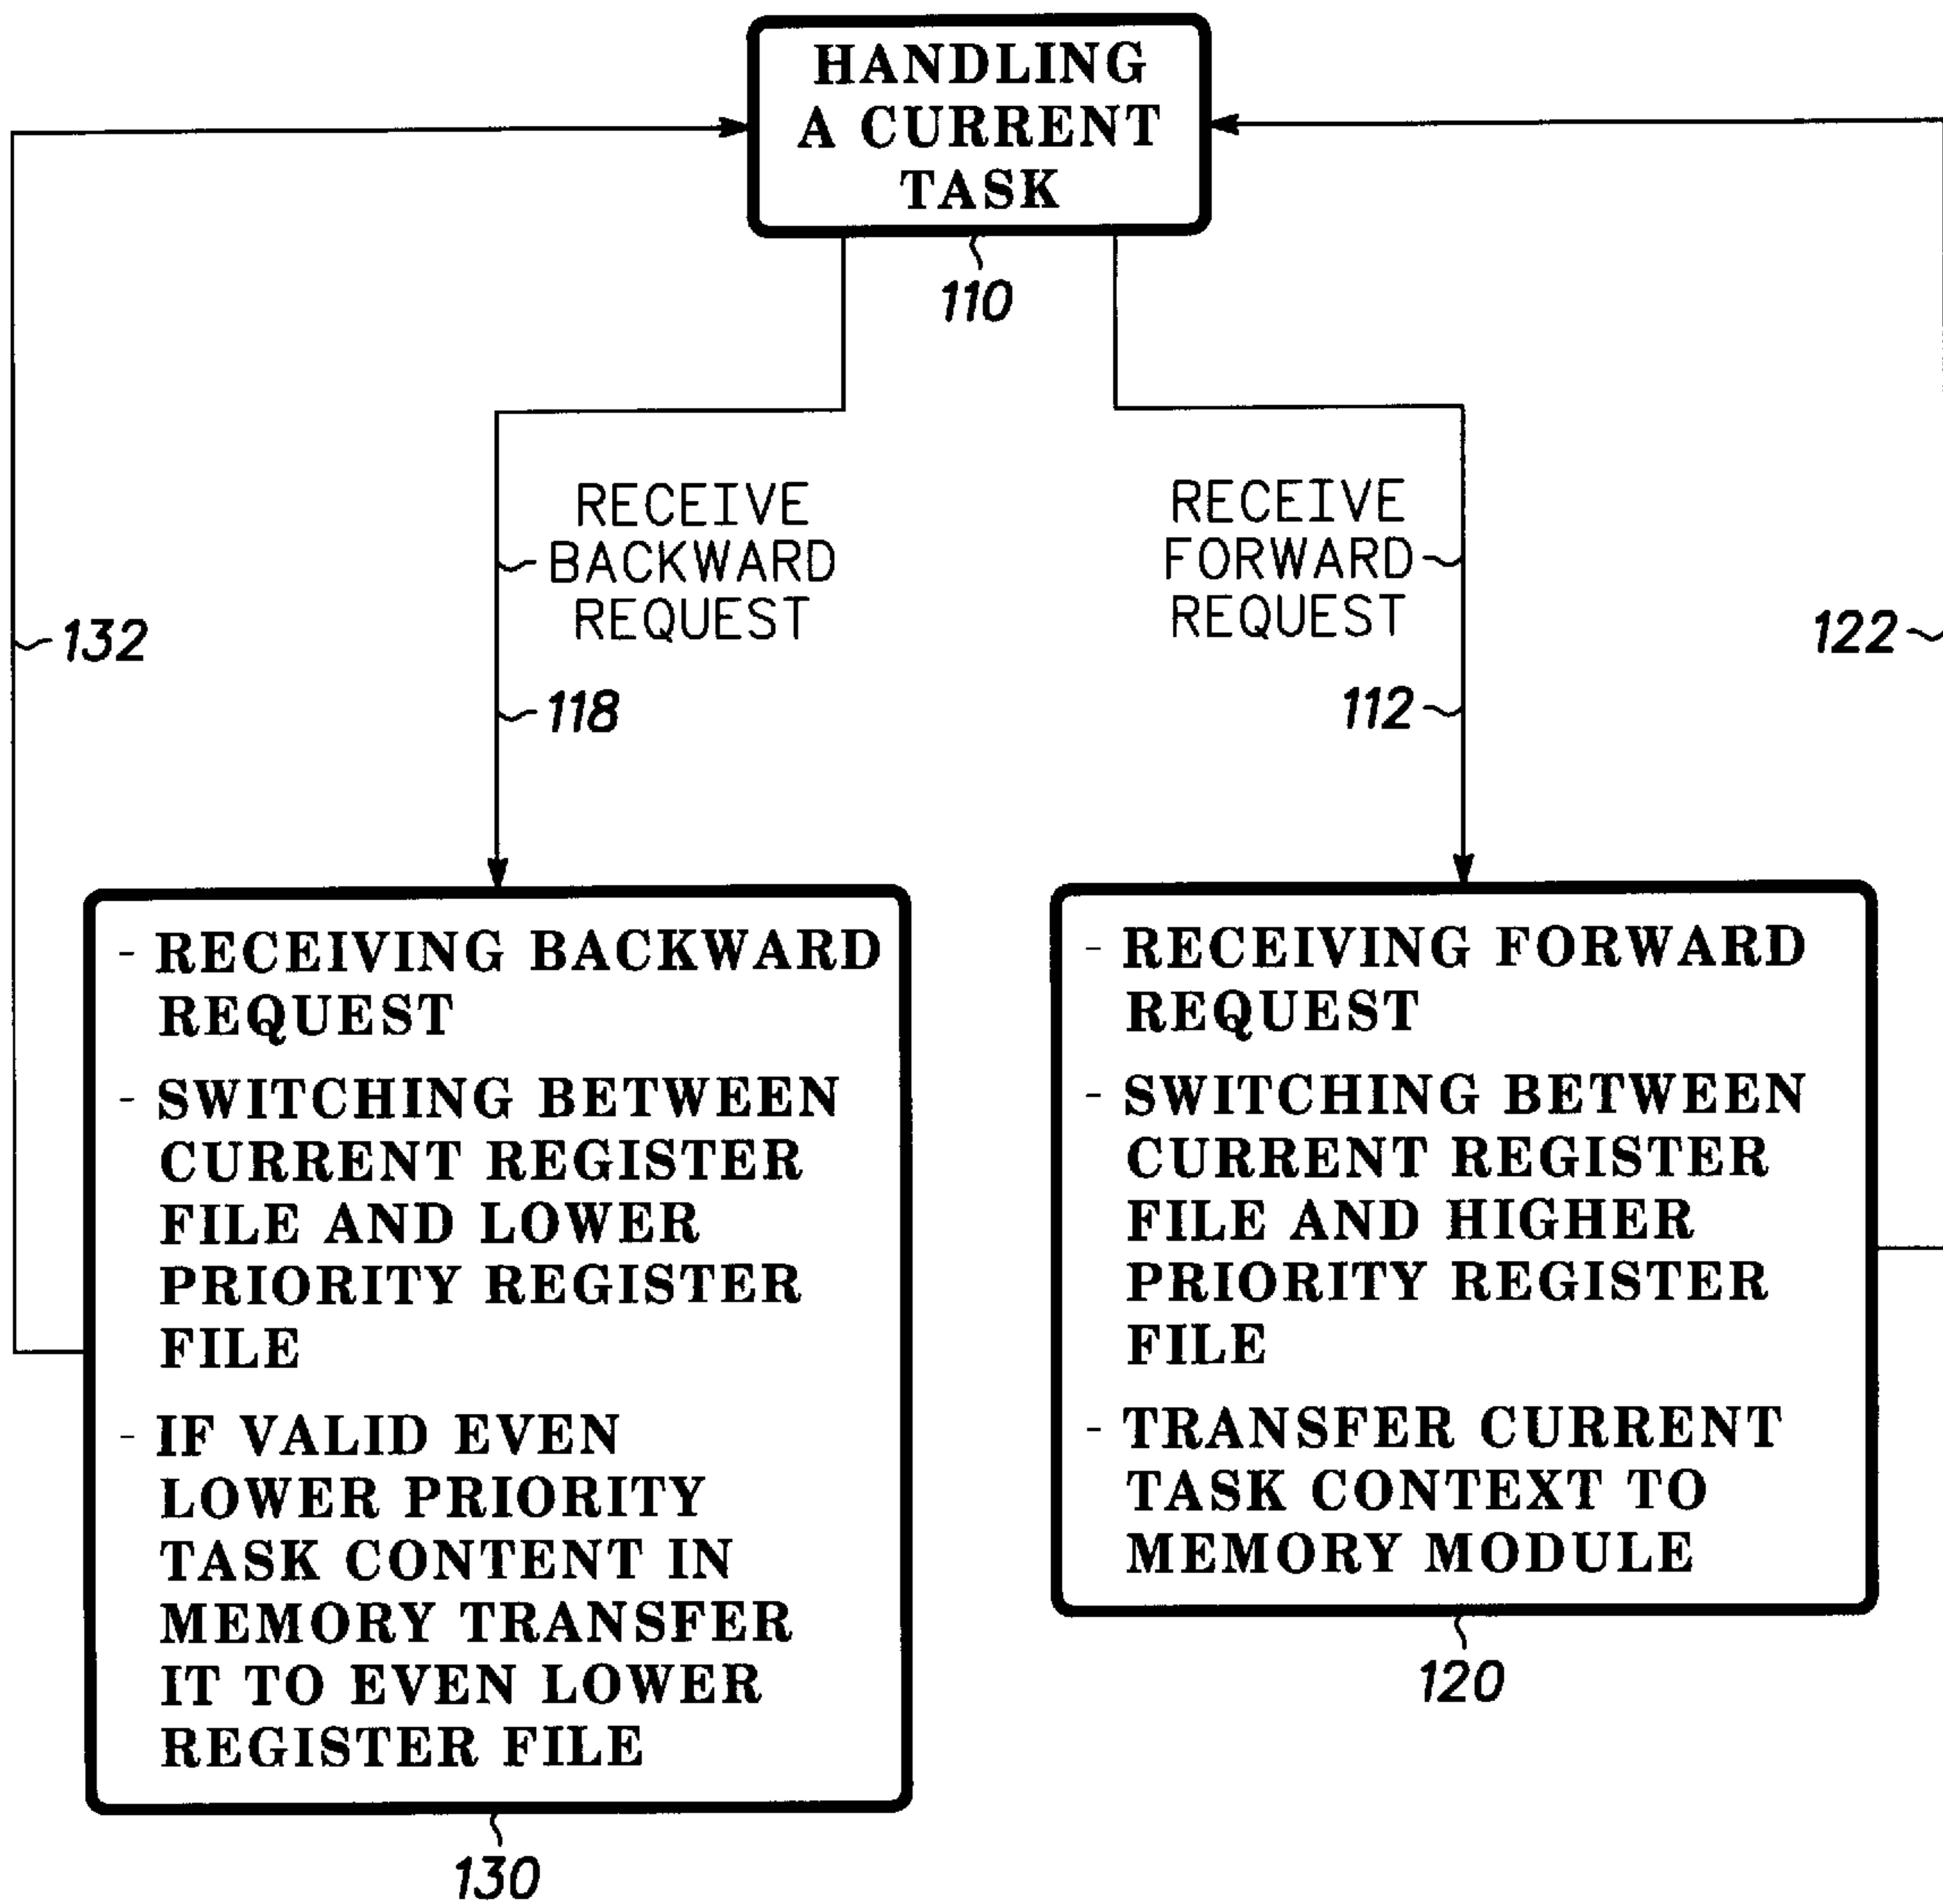 HANDLING
A CURRENT
TASK
110
RECEIVE
BACKWARD
REQUEST
118
RECEIVE
FORWARD
REQUEST
112
132
122
- RECEIVING BACKWARD
REQUEST
- SWITCHING BETWEEN
CURRENT REGISTER
FILE AND LOWER
PRIORITY REGISTER
FILE
- IF VALID EVEN
LOWER PRIORITY
TASK CONTENT IN
MEMORY TRANSFER
IT TO EVEN LOWER
REGISTER FILE
130
- RECEIVING FORWARD
REQUEST
- SWITCHING BETWEEN
CURRENT REGISTER
FILE AND HIGHER
PRIORITY REGISTER
FILE
- TRANSFER CURRENT
TASK CONTEXT TO
MEMORY MODULE
120